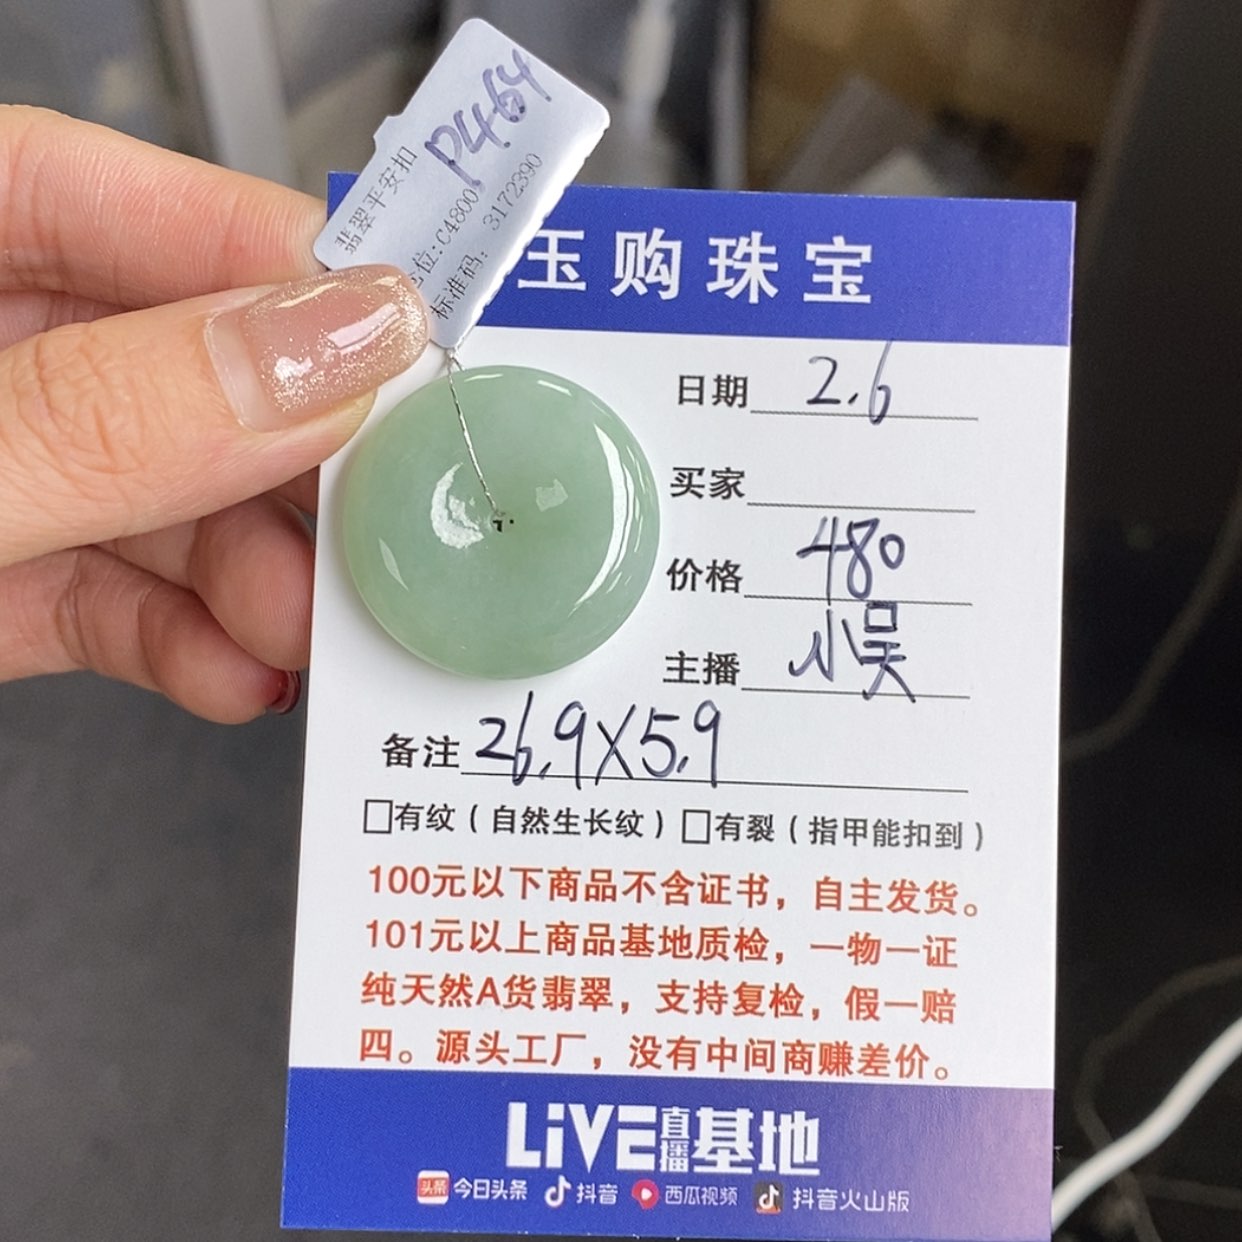 P464
翡翠平安扣
位:C4800
标准码: 3172390
玉购珠宝
日期 2.6
买家
价格 480
主播 小吴
备注 26.9X5.9
□有纹(自然生长纹) □有裂(指甲能扣到)
100元以下商品不含证书，自主发货。
101元以上商品基地质检，一物一证
纯天然A货翡翠，支持复检，假一赔
四。源头工厂，没有中间商赚差价。
LiVE直播基地
头条 今日头条 抖音 西瓜视频 抖音火山版